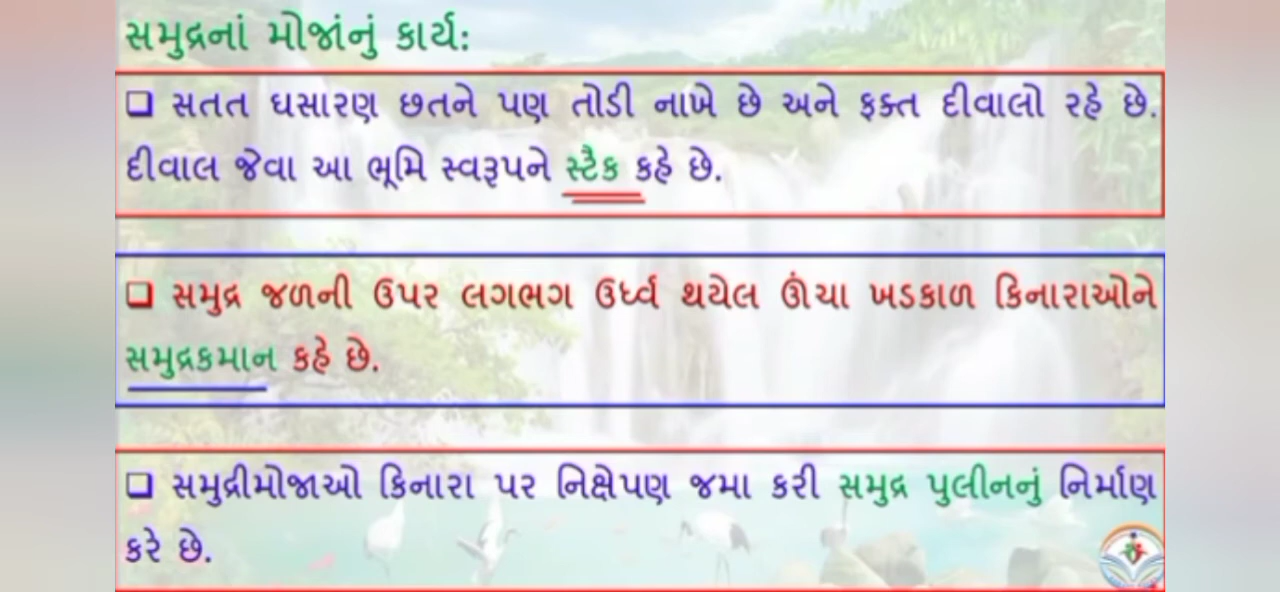 સમુદ્રનાં મોજાંનું કાર્ય:
❑ સતત ઘસારણ છતને પણ તોડી નાખે છે અને ફક્ત દીવાલો રહે છે.
દીવાલ જેવા આ ભૂમિ સ્વરૂપને સ્ટૅક કહે છે.
❑ સમુદ્ર જળની ઉપર લગભગ ઉર્ધ્વ થયેલ ઊંચા ખડકાળ કિનારાઓને
સમુદ્રકમાન કહે છે.
❑ સમુદ્રીમોજાઓ કિનારા પર નિક્ષેપણ જમા કરી સમુદ્ર પુલીનનું નિર્માણ
કરે છે.